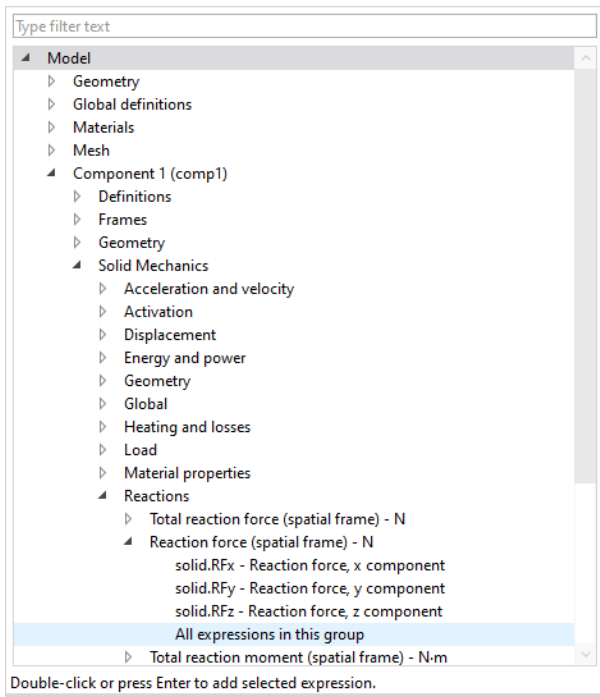 Type filter text
Model
Geometry
Global definitions
Materials
Mesh
Component 1 (comp1)
Definitions
Frames
Geometry
Solid Mechanics
Acceleration and velocity
Activation
Displacement
Energy and power
Geometry
Global
Heating and losses
Load
Material properties
Reactions
Total reaction force (spatial frame) - N
Reaction force (spatial frame) - N
solid.RFx - Reaction force, x component
solid.RFy - Reaction force, y component
solid.RFz - Reaction force, z component
All expressions in this group
Total reaction moment (spatial frame) - N·m
Double-click or press Enter to add selected expression.